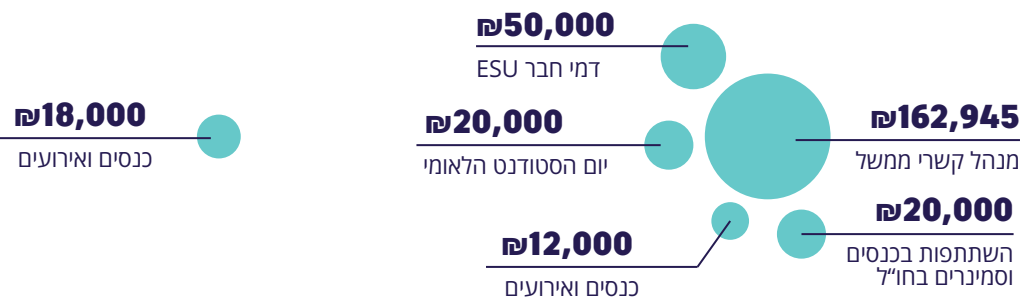 ₪50,000
דמי חבר ESU
₪162,945
מנהל קשרי ממשל
₪20,000
יום הסטודנט הלאומי
₪20,000
השתתפות בכנסים
וסמינרים בחו"ל
₪12,000
כנסים ואירועים
₪18,000
כנסים ואירועים